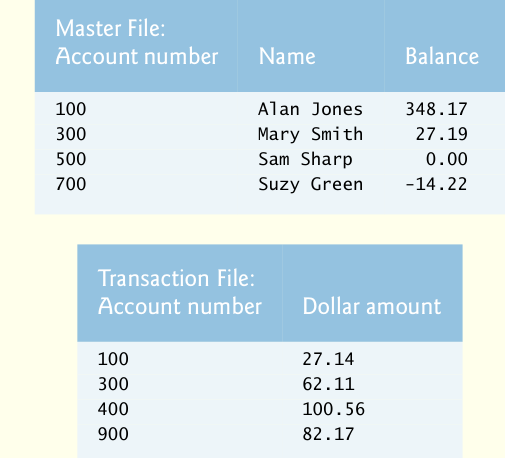 Master File:
Account number Name Balance
100 Alan Jones 348.17
300 Mary Smith 27.19
500 Sam Sharp 0.00
700 Suzy Green -14.22
Transaction File:
Account number Dollar amount
100 27.14
300 62.11
400 100.56
900 82.17